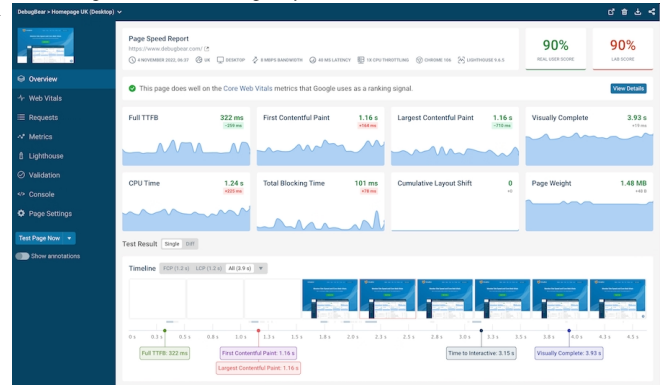 DebugBear > Homepage UK (Desktop)
Overview
Web Vitals
Requests
Metrics
Lighthouse
Validation
Console
Page Settings
Test Page Now
Show annotations
Page Speed Report
https://www.debugbear.com/
4 NOVEMBER 2022, 06:37 UK DESKTOP 8 MBPS BANDWIDTH 40 MS LATENCY 1X CPU THROTTLING CHROME 106 LIGHTHOUSE 9.6.6
90%
REAL USER SCORE
90%
LAB SCORE
This page does well on the Core Web Vitals metrics that Google uses as a ranking signal.
View Details
Full TTFB 322 ms
First Contentful Paint 1.16 s
Largest Contentful Paint 1.16 s
Visually Complete 3.93 s
CPU Time 1.24 s
Total Blocking Time 101 ms
+78 ms
Cumulative Layout Shift 0
+0
Page Weight 1.48 MB
Test Result Single Diff
Timeline FCP (1.2 s) LCP (1.2 s) All (3.9 s)
0 s 0.3 s 0.5 s 1.0 s 1.3 s 1.5 s 1.8 s 2.0 s 2.3 s 2.5 s 3.0 s 3.3 s 3.5 s 3.8 s 4.0 s 4.3 s 4.5 s
Full TTFB: 322 ms
First Contentful Paint: 1.16 s
Time to Interactive: 3.15 s
Visually Complete: 3.93 s
Largest Contentful Paint: 1.16 s